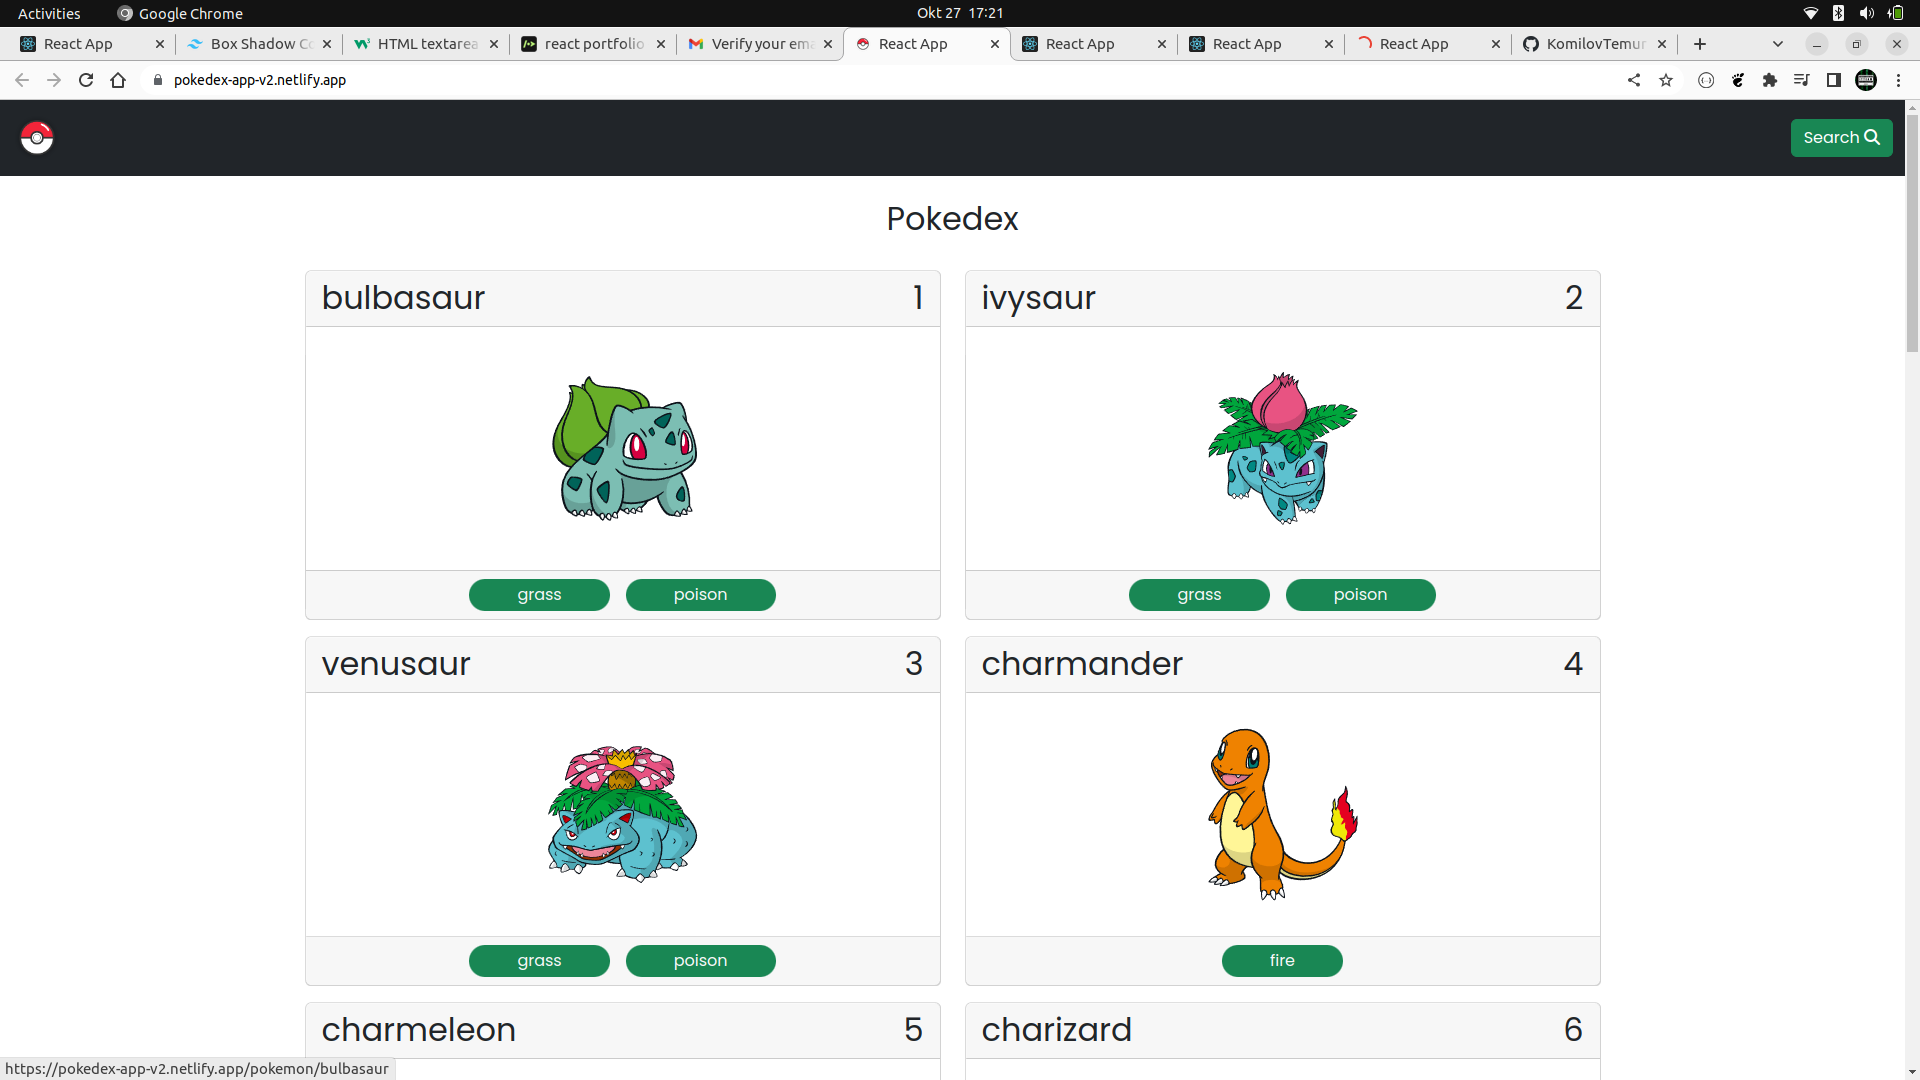 Activities Google Chrome Okt 27 17:21
React App Box Shadow Co HTML textarea react portfolio Verify your ema React App React App React App React App KomilovTemur
pokedex-app-v2.netlify.app
Search
Pokedex
bulbasaur 1 ivysaur 2
grass poison grass poison
venusaur 3 charmander 4
grass poison fire
charmeleon 5 charizard 6
https://pokedex-app-v2.netlify.app/pokemon/bulbasaur